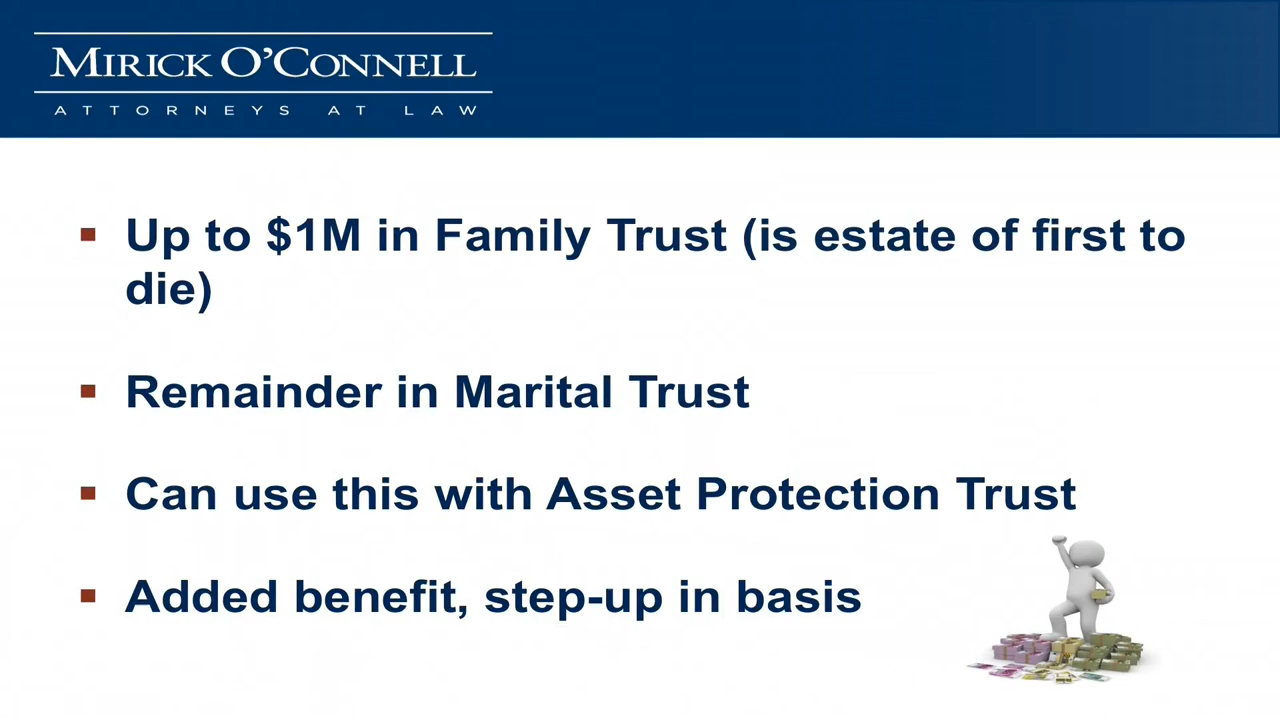 MIRICK O'CONNELL
ATTORNEYS AT LAW
▪ Up to $1M in Family Trust (is estate of first to
die)
▪ Remainder in Marital Trust
▪ Can use this with Asset Protection Trust
▪ Added benefit, step-up in basis